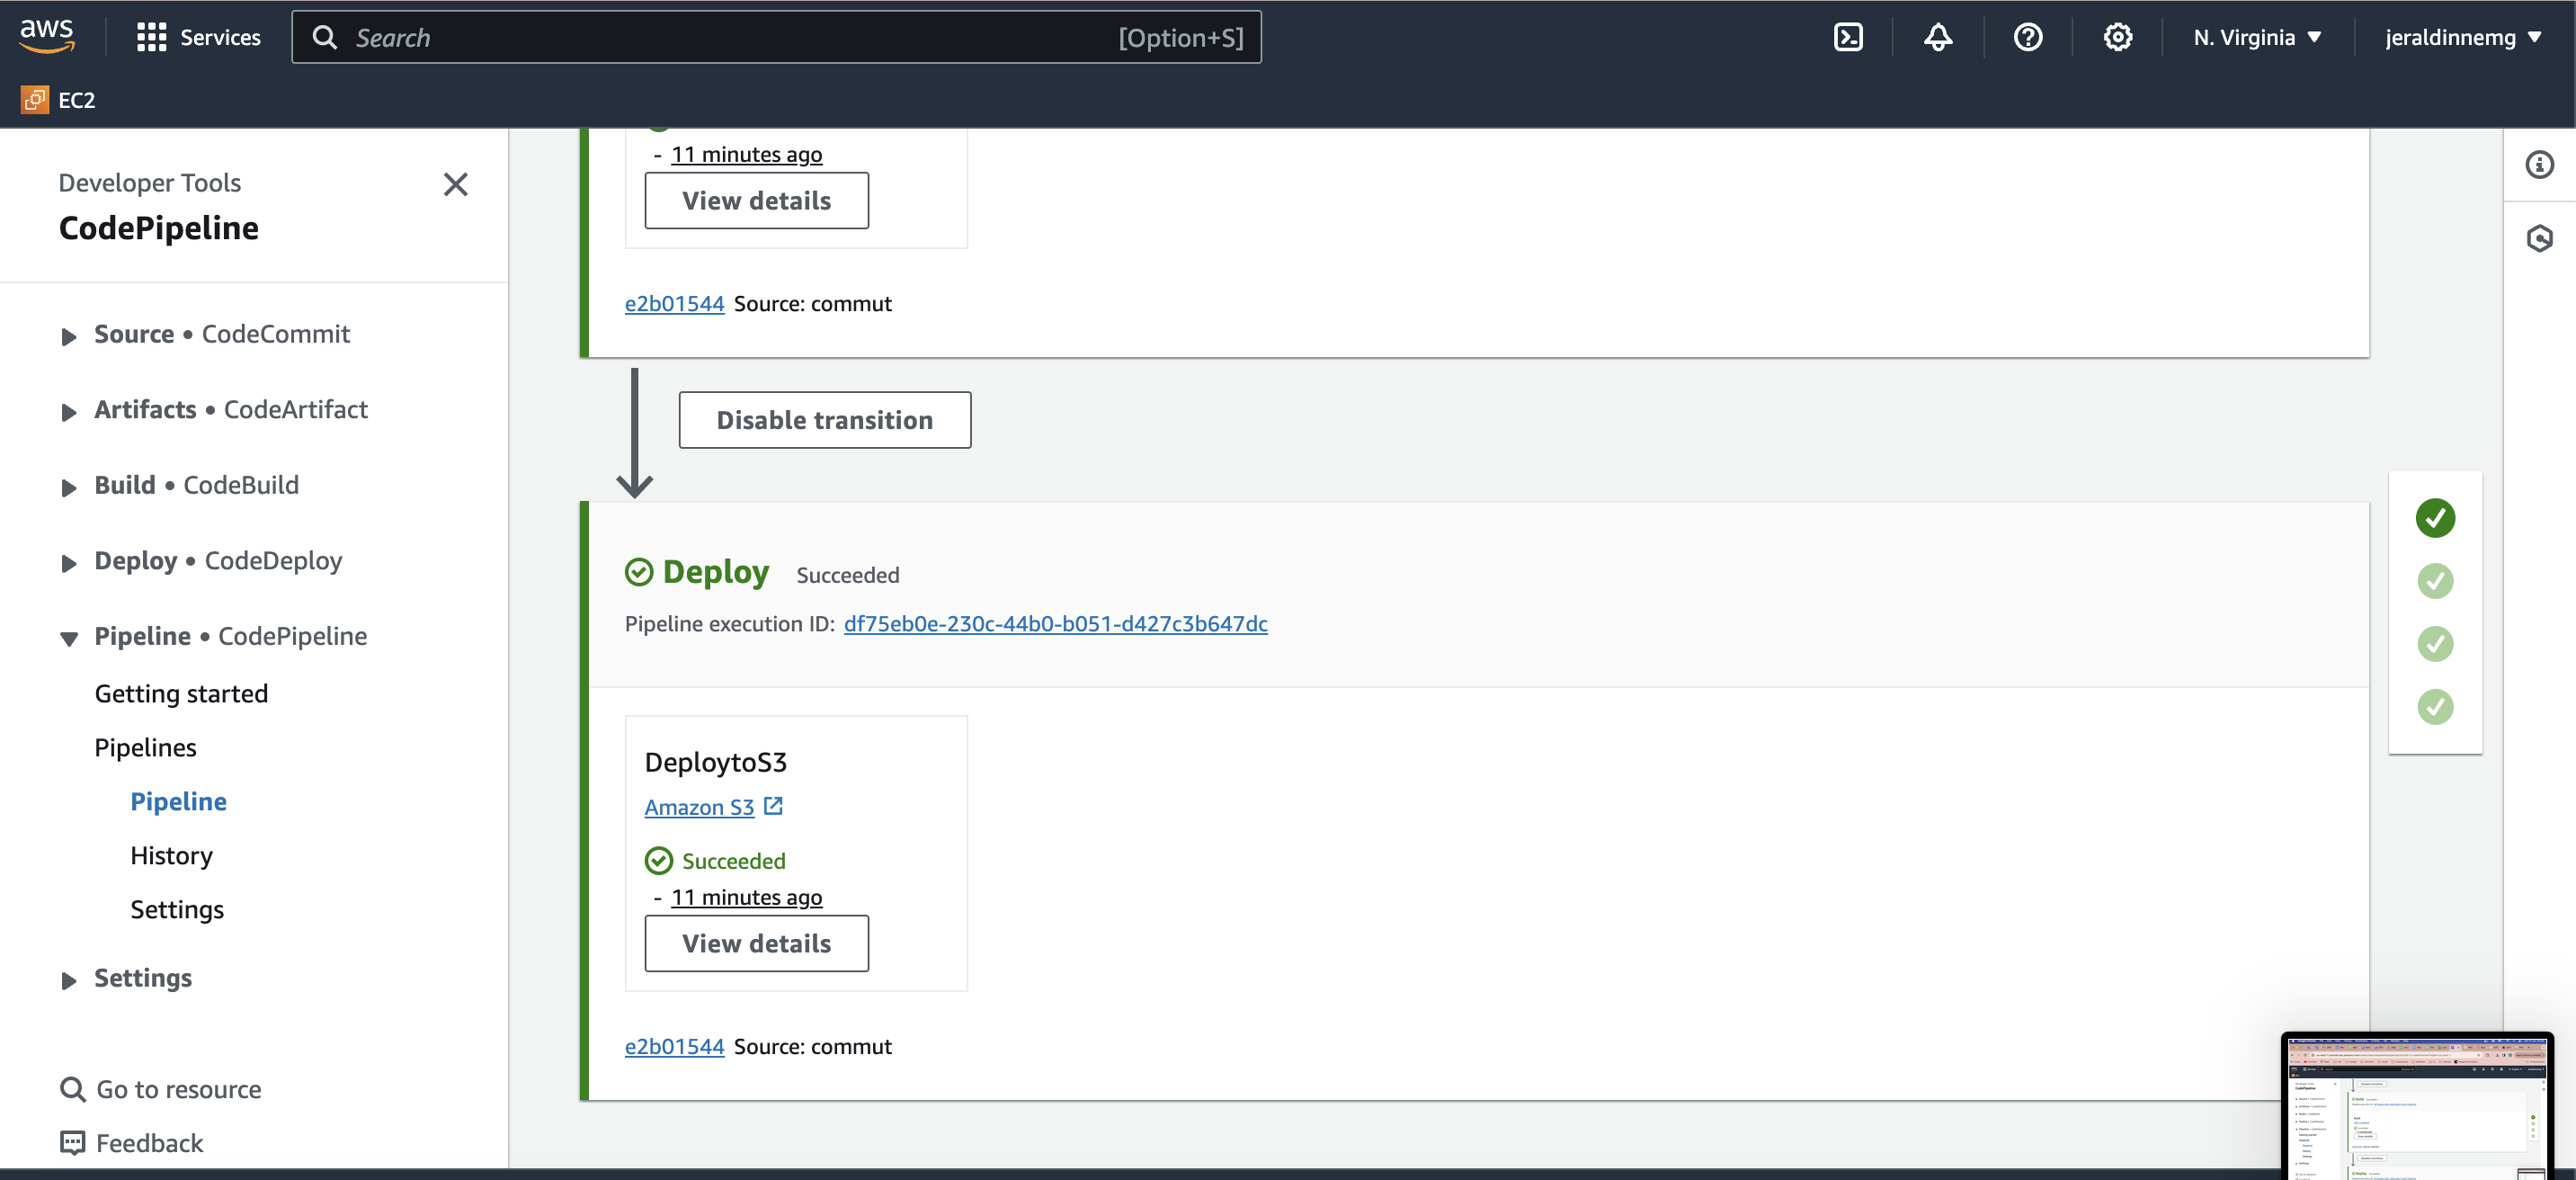 aws
Services
Search
[Option+S]
N. Virginia
jeraldinnemg
EC2
Developer Tools
CodePipeline
Source • CodeCommit
Artifacts • CodeArtifact
Build • CodeBuild
Deploy • CodeDeploy
Pipeline • CodePipeline
Getting started
Pipelines
Pipeline
History
Settings
Settings
Go to resource
Feedback
- 11 minutes ago
View details
e2b01544 Source: commut
Disable transition
Deploy Succeeded
Pipeline execution ID: df75eb0e-230c-44b0-b051-d427c3b647dc
DeploytoS3
Amazon S3
Succeeded
- 11 minutes ago
View details
e2b01544 Source: commut